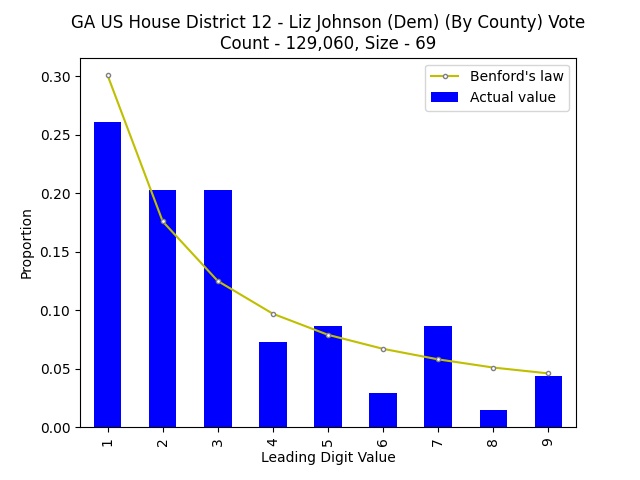 GA US House District 12 - Liz Johnson (Dem) (By County) Vote
Count - 129,060, Size - 69
Benford's law
Actual value
0.30
0.25
0.20
0.15
0.10
0.05
0.00
Proportion
1 2 3 4 5 6 7 8 9
Leading Digit Value